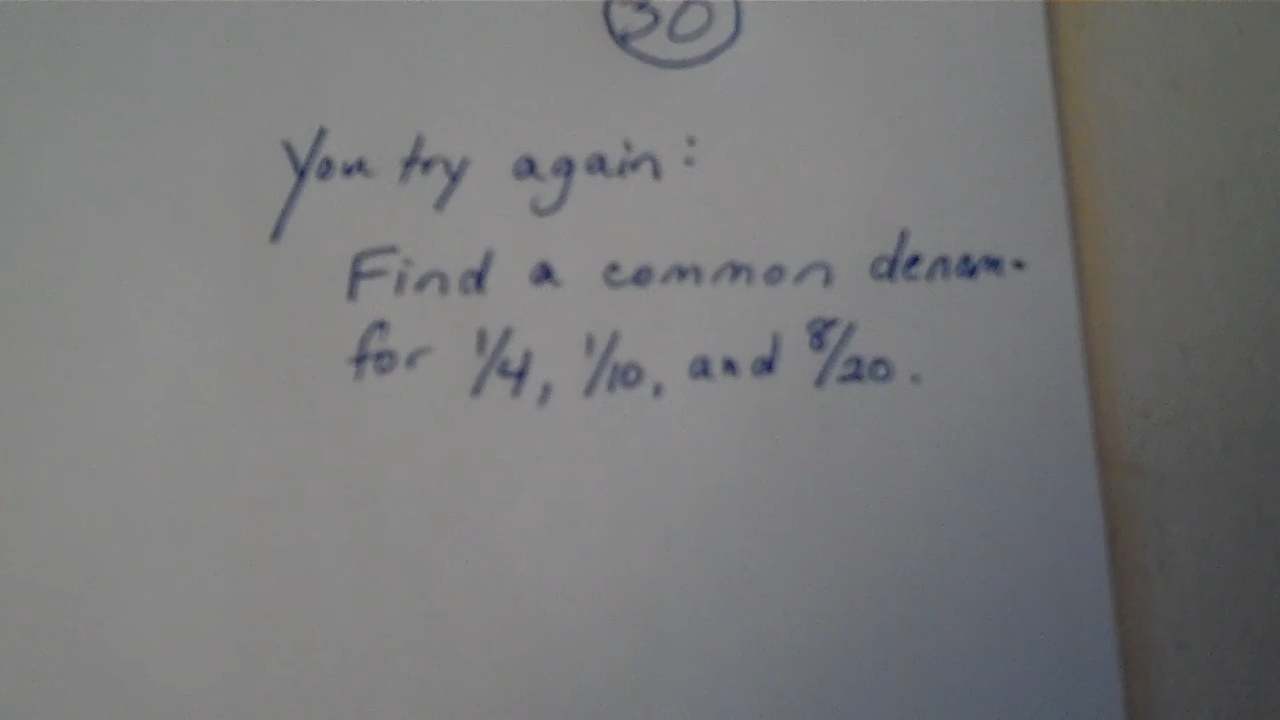 30
You try again:
Find a common denom.
for 1/4, 1/10, and 8/20.